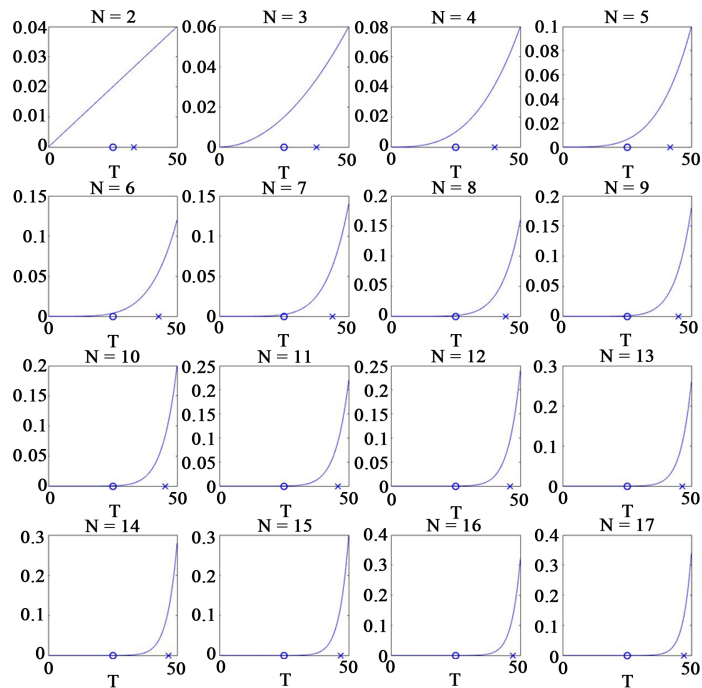 N = 2 N = 3 N = 4 N = 5
0.04 0.06 0.08 0.1
0.03 0.04 0.06 0.08
0.02 0.02 0.04 0.06
0.01 0.02 0.04
0.02
0 0 0 0
0 T 50 0 T 50 0 T 50 0 T 50
N = 6 N = 7 N = 8 N = 9
0.15 0.15 0.2 0.2
0.1 0.1 0.15 0.15
0.05 0.05 0.1 0.1
0.05 0.05
0 0 0 0
0 T 50 0 T 50 0 T 50 0 T 50
N = 10 N = 11 N = 12 N = 13
0.2 0.25 0.25 0.3
0.15 0.2 0.2 0.2
0.1 0.15 0.15 0.1
0.05 0.1 0.1
0.05 0.05
0 0 0 0
0 T 50 0 T 50 0 T 50 0 T 50
N = 14 N = 15 N = 16 N = 17
0.3 0.3 0.4 0.4
0.2 0.2 0.3 0.3
0.1 0.1 0.2 0.2
0.1 0.1
0 0 0 0
0 T 50 0 T 50 0 T 50 0 T 50